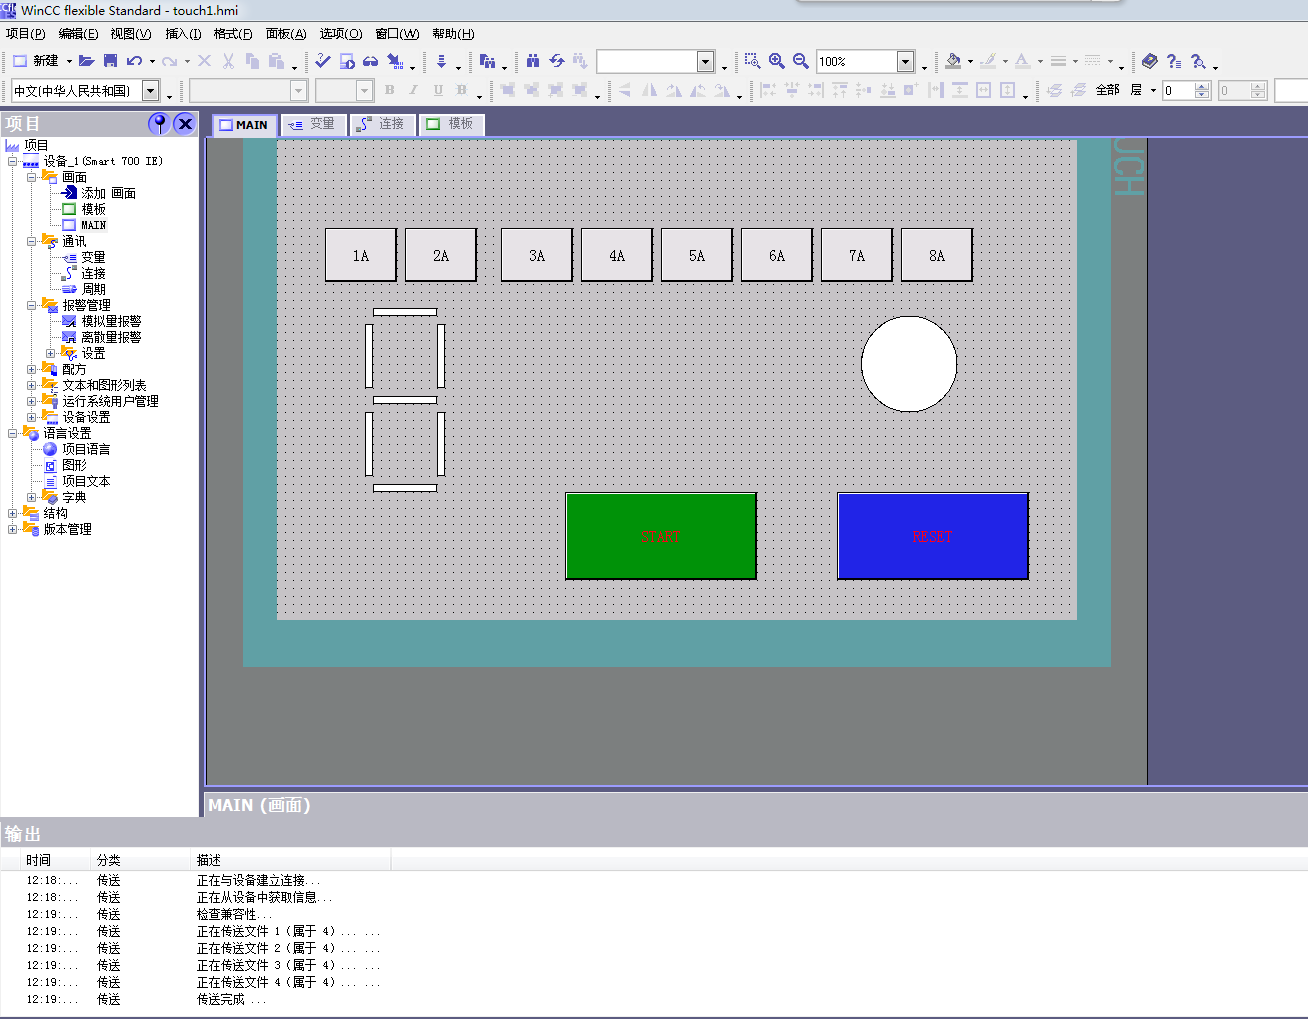 WinCC flexible Standard - touch1.hmi
项目(P) 编辑(E) 视图(V) 插入(I) 格式(F) 面板(A) 选项(O) 窗口(W) 帮助(H)
新建 100%
中文(中华人民共和国) B I U B 全部 层 0 0
项目
MAIN 变量 连接 模板
项目
设备_1(Smart 700 IE)
画面
添加 画面
模板
MAIN
通讯
变量
连接
周期
报警管理
模拟量报警
离散量报警
设置
配方
文本和图形列表
运行系统用户管理
设备设置
语言设置
项目语言
图形
项目文本
字典
结构
版本管理
UCH
1A 2A 3A 4A 5A 6A 7A 8A
START RESET
MAIN (画面)
输出
时间 分类 描述
12:18:... 传送 正在与设备建立连接...
12:18:... 传送 正在从设备中获取信息...
12:19:... 传送 检查兼容性...
12:19:... 传送 正在传送文件 1（属于 4）... ...
12:19:... 传送 正在传送文件 2（属于 4）... ...
12:19:... 传送 正在传送文件 3（属于 4）... ...
12:19:... 传送 正在传送文件 4（属于 4）... ...
12:19:... 传送 传送完成 ...